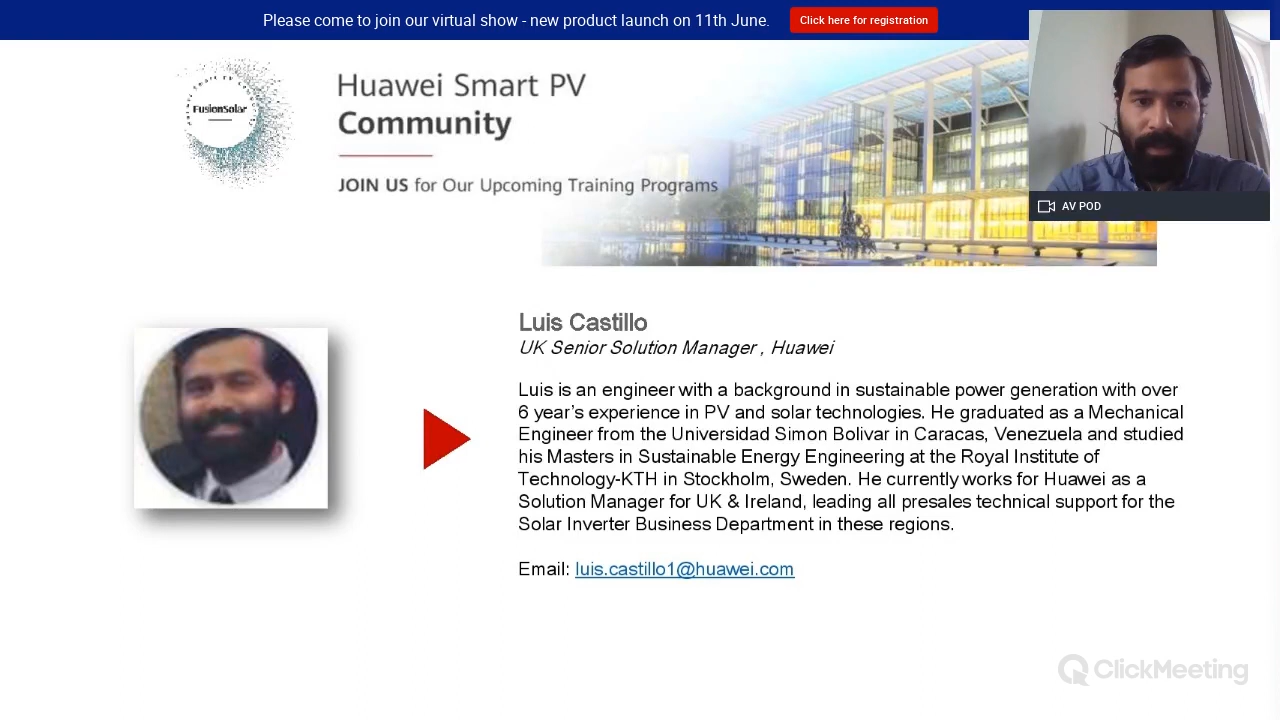 Please come to join our virtual show - new product launch on 11th June.
Click here for registration
FusionSolar
Huawei Smart PV
Community
JOIN US for Our Upcoming Training Programs
AV POD
Luis Castillo
UK Senior Solution Manager , Huawei
Luis is an engineer with a background in sustainable power generation with over
6 year's experience in PV and solar technologies. He graduated as a Mechanical
Engineer from the Universidad Simon Bolivar in Caracas, Venezuela and studied
his Masters in Sustainable Energy Engineering at the Royal Institute of
Technology-KTH in Stockholm, Sweden. He currently works for Huawei as a
Solution Manager for UK & Ireland, leading all presales technical support for the
Solar Inverter Business Department in these regions.
Email: luis.castillo1@huawei.com
ClickMeeting